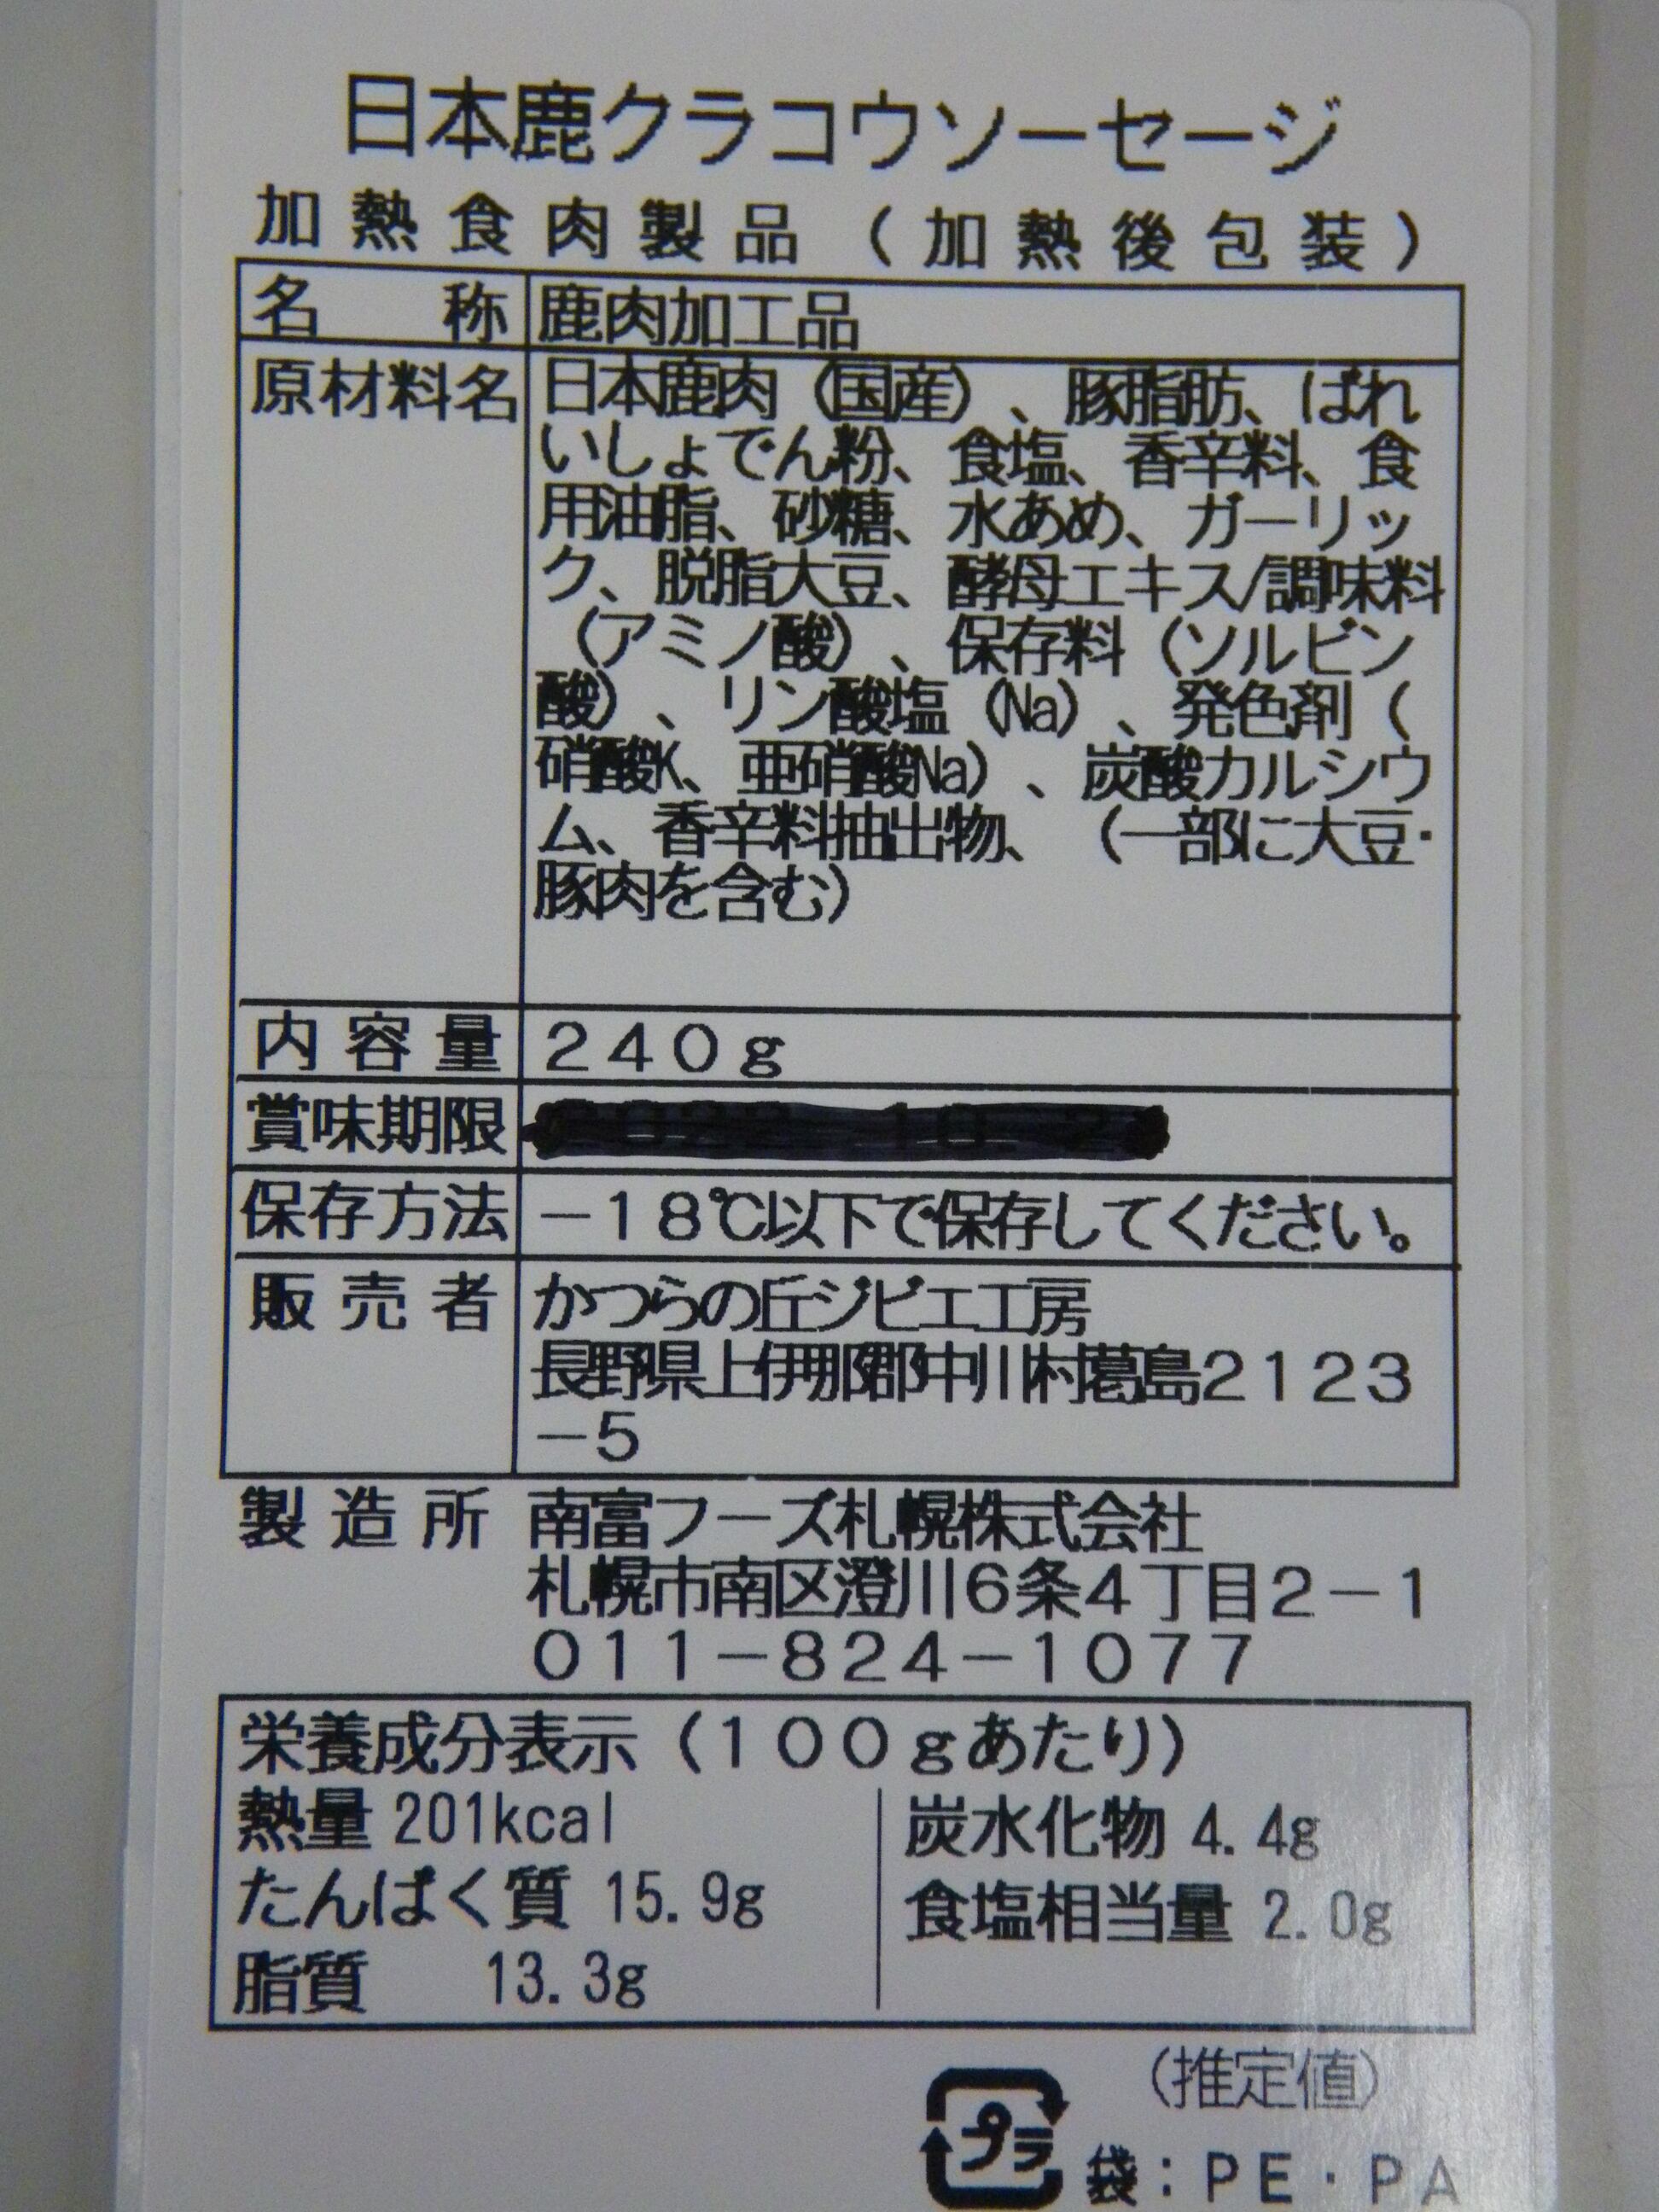 日本鹿クラコウソーセージ
加熱食肉製品(加熱後包装)
名称 鹿肉加工品
原材料名 日本鹿肉(国産)、豚脂肪、ばれ
いしょでん粉、食塩、香辛料、食
用油脂、砂糖、水あめ、ガーリッ
ク、脱脂大豆、酵母エキス/調味料
(アミノ酸)、保存料(ソルビン
酸)、リン酸塩(Na)、発色剤(
硝酸K、亜硝酸Na)、炭酸カルシウ
ム、香辛料抽出物、(一部に大豆・
豚肉を含む)
内容量 240g
賞味期限
保存方法 -18℃以下で保存してください。
販売者 かつらの丘ジビエ工房
長野県上伊那郡中川村葛島2123
-5
製造所 南富フーズ札幌株式会社
札幌市南区澄川6条4丁目2-1
011-824-1077
栄養成分表示(100gあたり)
熱量 201kcal 炭水化物 4.4g
たんぱく質 15.9g 食塩相当量 2.0g
脂質 13.3g
(推定値)
プラ 袋:PE・PA